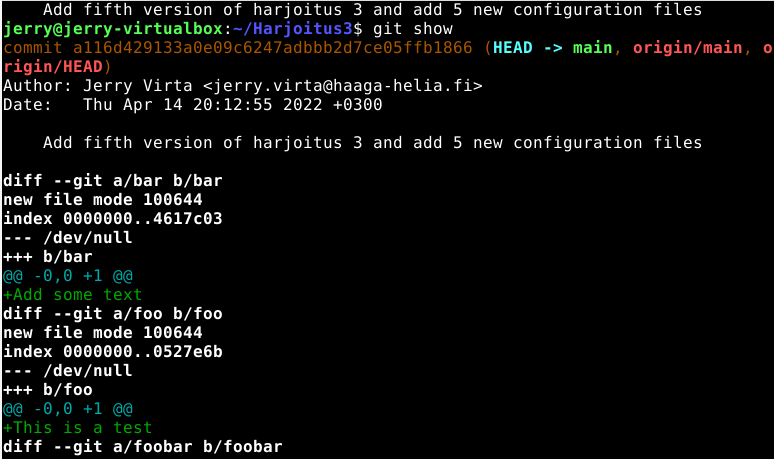 Add fifth version of harjoitus 3 and add 5 new configuration files
jerry@jerry-virtualbox:~/Harjoitus3$ git show
commit a116d429133a0e09c6247adbbb2d7ce05ffb1866 (HEAD -> main, origin/main, o
rigin/HEAD)
Author: Jerry Virta <jerry.virta@haaga-helia.fi>
Date:   Thu Apr 14 20:12:55 2022 +0300

    Add fifth version of harjoitus 3 and add 5 new configuration files

diff --git a/bar b/bar
new file mode 100644
index 0000000..4617c03
--- /dev/null
+++ b/bar
@@ -0,0 +1 @@
+Add some text
diff --git a/foo b/foo
new file mode 100644
index 0000000..0527e6b
--- /dev/null
+++ b/foo
@@ -0,0 +1 @@
+This is a test
diff --git a/foobar b/foobar